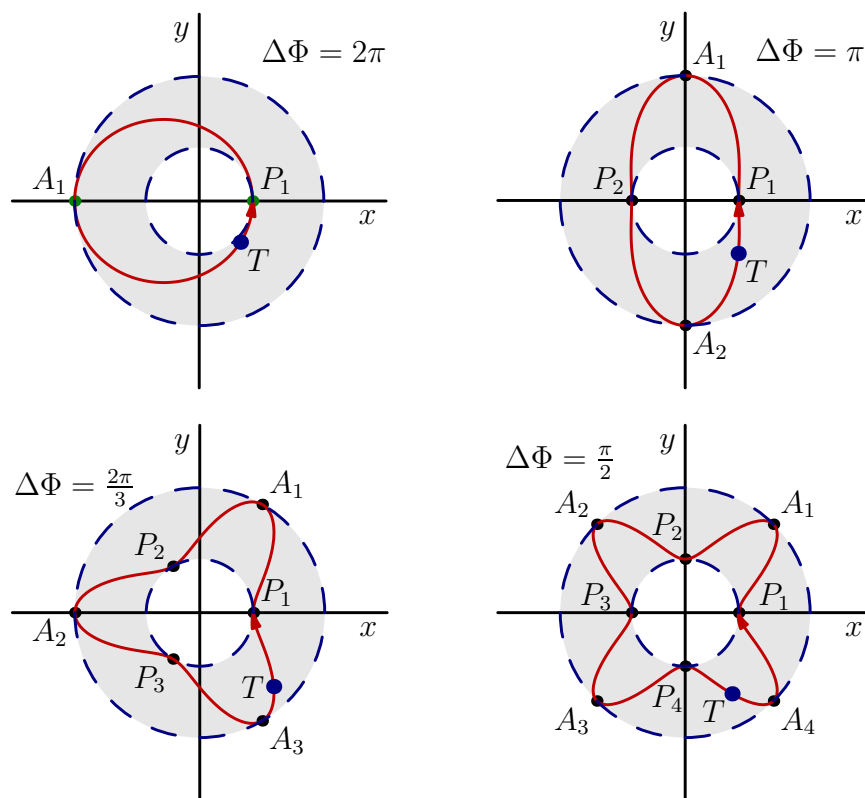 y
ΔΦ = 2π
A₁
P₁
x
T
y
A₁
ΔΦ = π
P₂
P₁
x
T
A₂
y
ΔΦ = 2π/3
A₁
P₂
P₁
A₂
x
P₃
T
A₃
y
ΔΦ = π/2
A₂
A₁
P₂
P₃
P₁
x
P₄
T
A₃
A₄